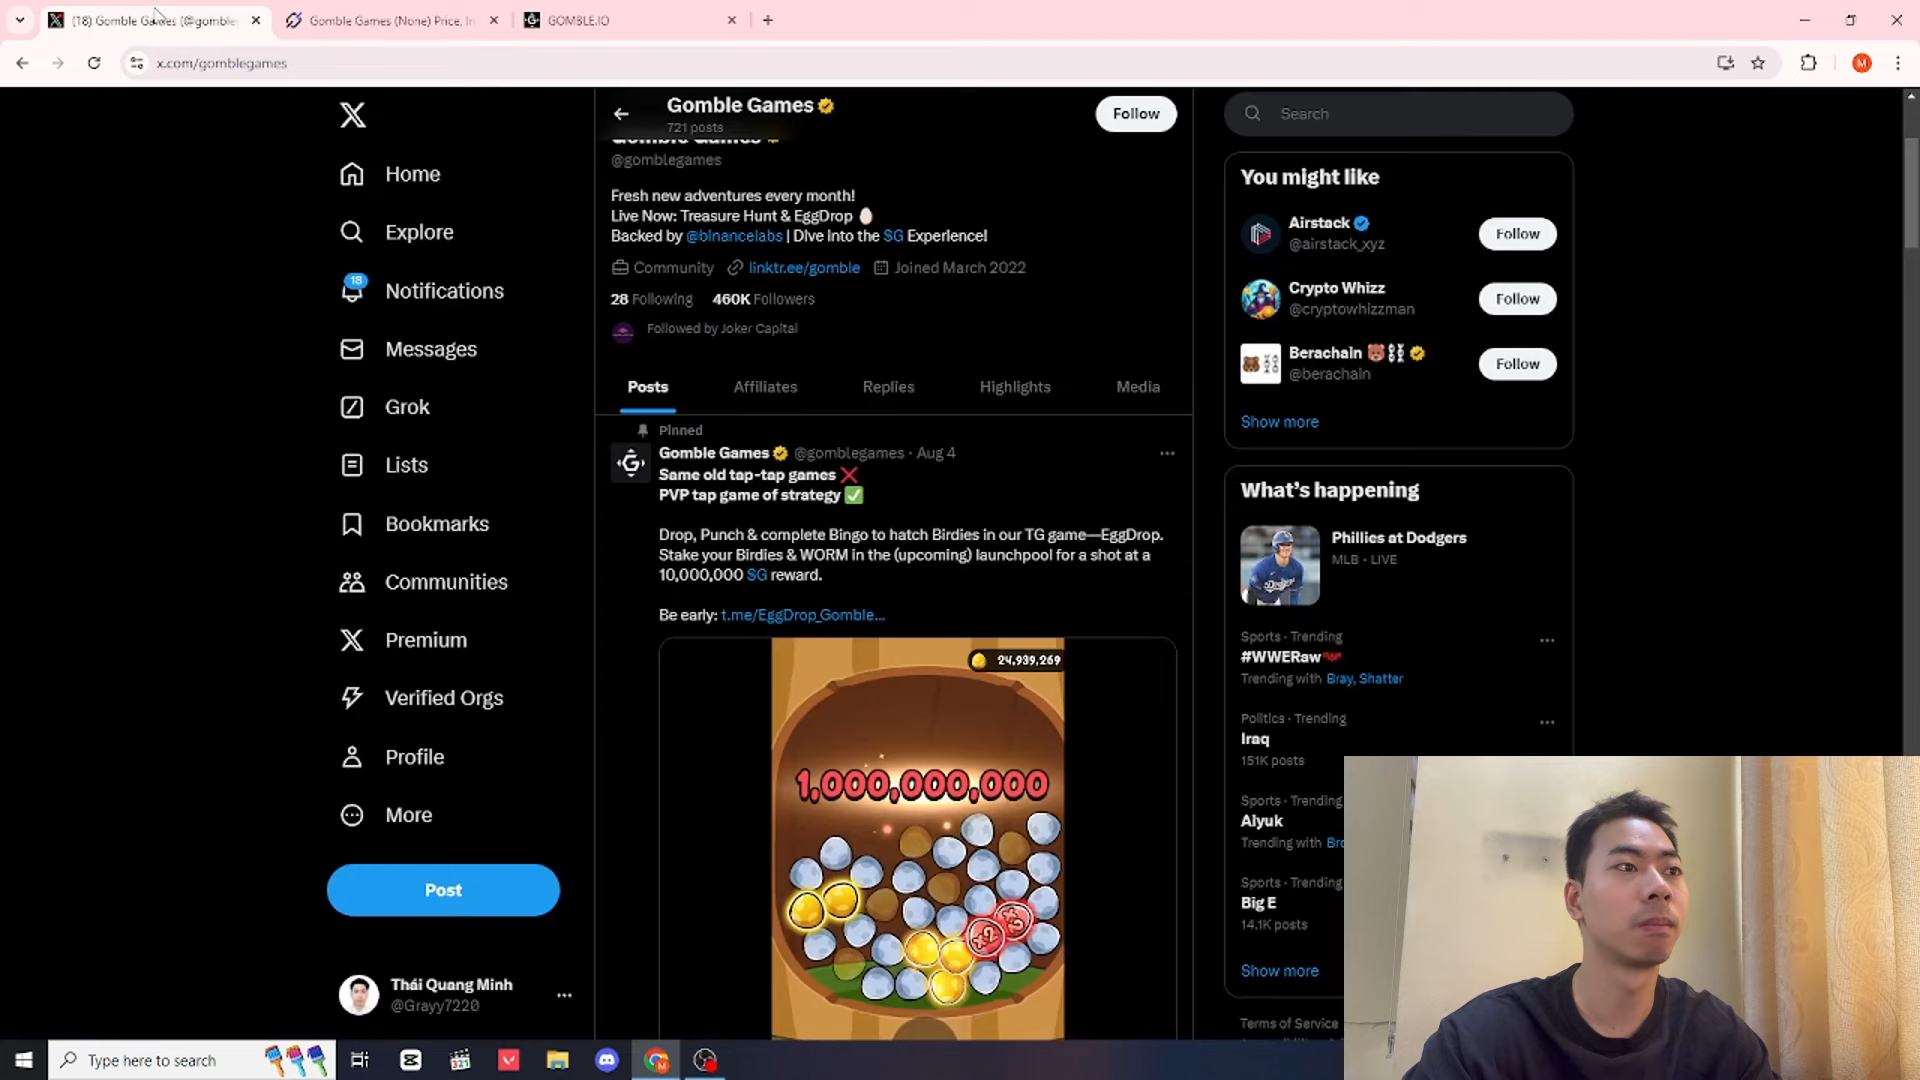 (18) Gomble Games (@gomble
Gomble Games (None) Price, In
GOMBLE.IO
x.com/gomblegames
Home
Explore
18
Notifications
Messages
Grok
Lists
Bookmarks
Communities
Premium
Verified Orgs
Profile
More
Post
Thái Quang Minh
@Grayy7220
Gomble Games
721 posts
Follow
Gomble Games
@gomblegames
Fresh new adventures every month!
Live Now: Treasure Hunt & EggDrop 🥚
Backed by @binancelabs | Dive Into the SG Experience!
Community linktr.ee/gomble Joined March 2022
28 Following 460K Followers
Followed by Joker Capital
Posts Affiliates Replies Highlights Media
Pinned
Gomble Games @gomblegames · Aug 4
Same old tap-tap games ❌
PVP tap game of strategy ✅
Drop, Punch & complete Bingo to hatch Birdies in our TG game—EggDrop.
Stake your Birdies & WORM in the (upcoming) launchpool for a shot at a
10,000,000 SG reward.
Be early: t.me/EggDrop_Gomble...
24,939,269
1,000,000,000
x2
x5
Search
You might like
Airstack
@airstack_xyz
Follow
Crypto Whizz
@cryptowhizzman
Follow
Berachain 🐻⛓
@berachain
Follow
Show more
What's happening
Phillies at Dodgers
MLB · LIVE
Sports · Trending
#WWERaw
Trending with Bray, Shatter
Politics · Trending
Iraq
151K posts
Sports · Trending
Aiyuk
Trending with Bro
Sports · Trending
Big E
14.1K posts
Show more
Terms of Service
Type here to search